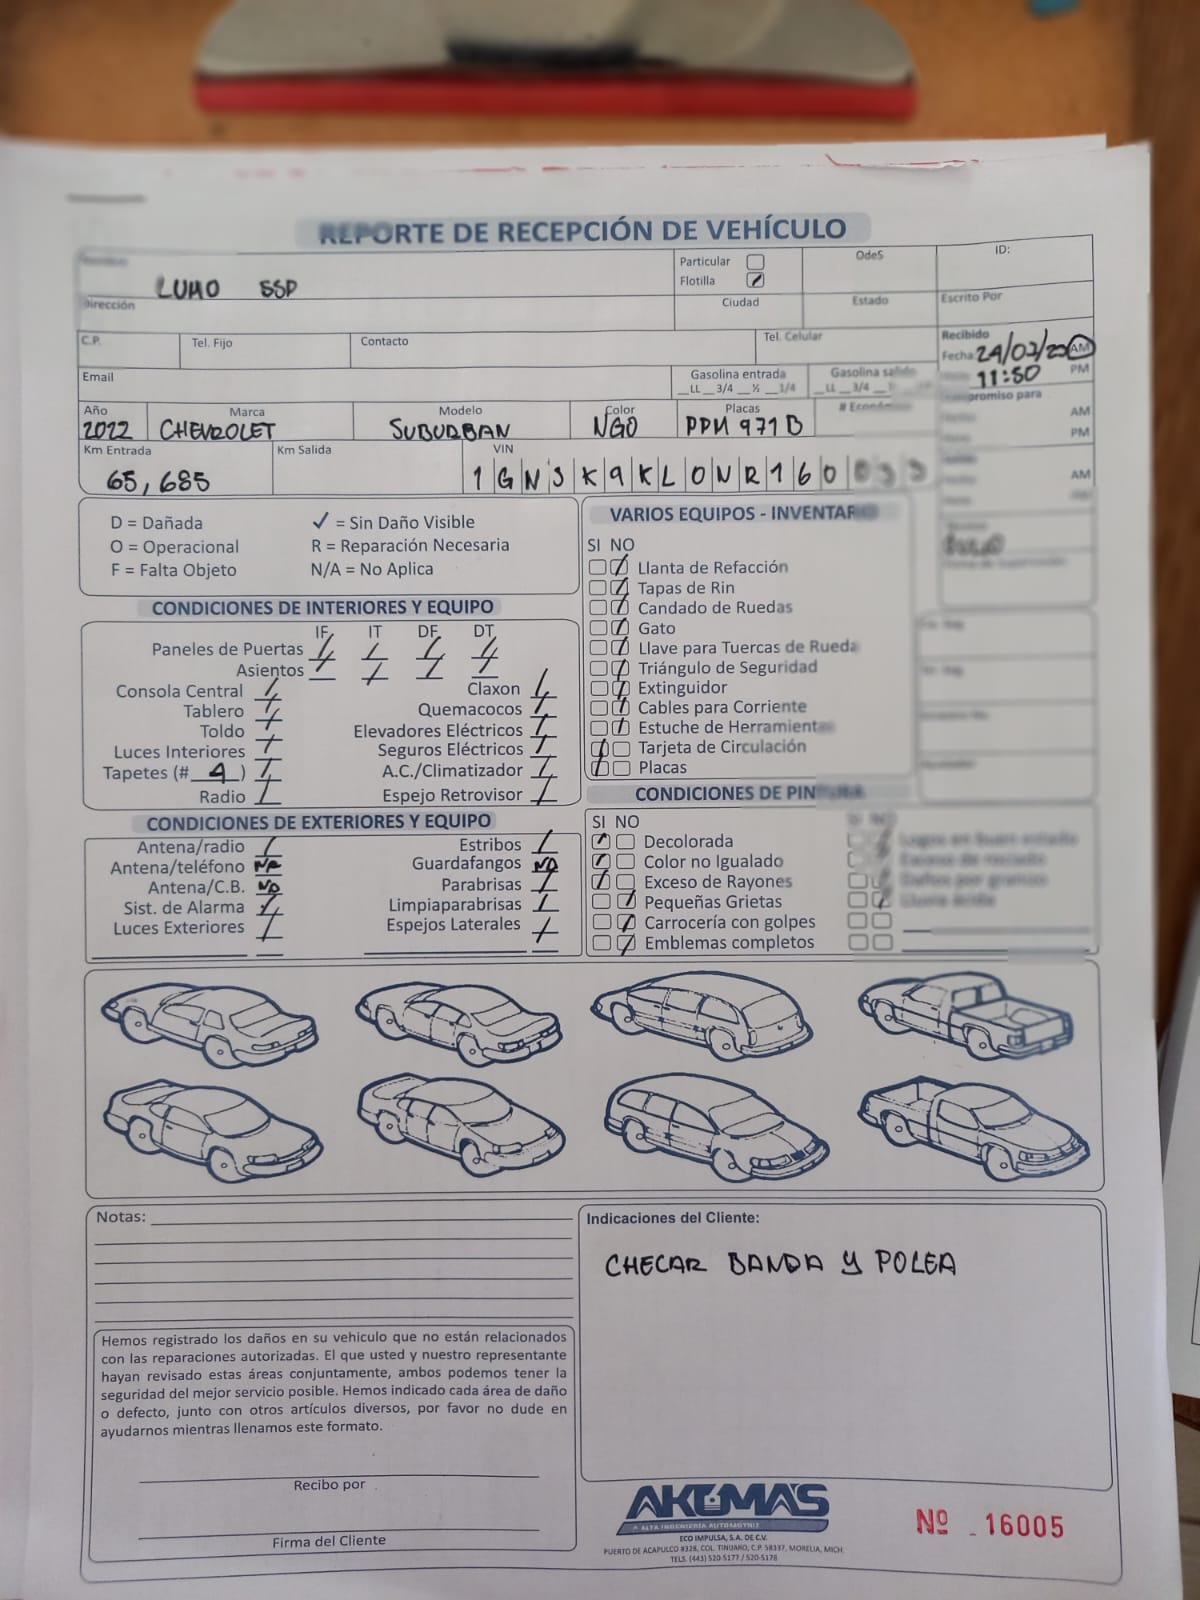 REPORTE DE RECEPCIÓN DE VEHÍCULO
Nombre LUMO SSP
Particular
Flotilla ✓
OdeS
ID:
Dirección
Ciudad
Estado
Escrito Por
C.P.
Tel. Fijo
Contacto
Tel. Celular
Recibido
Fecha 24/02/ AM
11:50 PM
Email
Gasolina entrada
__LL __3/4 __½ __1/4
Gasolina salida
__LL __3/4
Compromiso para
AM
PM
Año 2022
Marca CHEVROLET
Modelo SUBURBAN
Color NGO
Placas PPM 971 B
# Económico
Km Entrada 65,685
Km Salida
VIN 1GNSK9KL0NR160
AM
D = Dañada
O = Operacional
F = Falta Objeto
✓ = Sin Daño Visible
R = Reparación Necesaria
N/A = No Aplica
CONDICIONES DE INTERIORES Y EQUIPO
IF IT DF DT
Paneles de Puertas
Asientos
Consola Central
Tablero
Toldo
Luces Interiores
Tapetes (# 4 )
Radio
Claxon
Quemacocos
Elevadores Eléctricos
Seguros Eléctricos
A.C./Climatizador
Espejo Retrovisor
VARIOS EQUIPOS - INVENTARIO
SI NO
Llanta de Refacción
Tapas de Rin
Candado de Ruedas
Gato
Llave para Tuercas de Rueda
Triángulo de Seguridad
Extinguidor
Cables para Corriente
Estuche de Herramientas
Tarjeta de Circulación
Placas
CONDICIONES DE EXTERIORES Y EQUIPO
Antena/radio
Antena/teléfono
Antena/C.B.
Sist. de Alarma
Luces Exteriores
Estribos
Guardafangos
Parabrisas
Limpiaparabrisas
Espejos Laterales
CONDICIONES DE PINTURA
SI NO
Decolorada
Color no Igualado
Exceso de Rayones
Pequeñas Grietas
Carrocería con golpes
Emblemas completos
SI NO
Logos en buen estado
Exceso de rociado
Daños por granizo
Lluvia ácida
Notas:
Indicaciones del Cliente:
CHECAR BANDA Y POLEA
Hemos registrado los daños en su vehiculo que no están relacionados
con las reparaciones autorizadas. El que usted y nuestro representante
hayan revisado estas áreas conjuntamente, ambos podemos tener la
seguridad del mejor servicio posible. Hemos indicado cada área de daño
o defecto, junto con otros artículos diversos, por favor no dude en
ayudarnos mientras llenamos este formato.
Recibo por
Firma del Cliente
AKEMAS
ALTA INGENIERÍA AUTOMOTRIZ
ECO IMPULSA, S.A. DE C.V.
PUERTO DE ACAPULCO #328, COL. TINIJARO, C.P. 58337, MORELIA, MICH.
TELS. (443) 520-5177 / 520-5178
Nº 16005